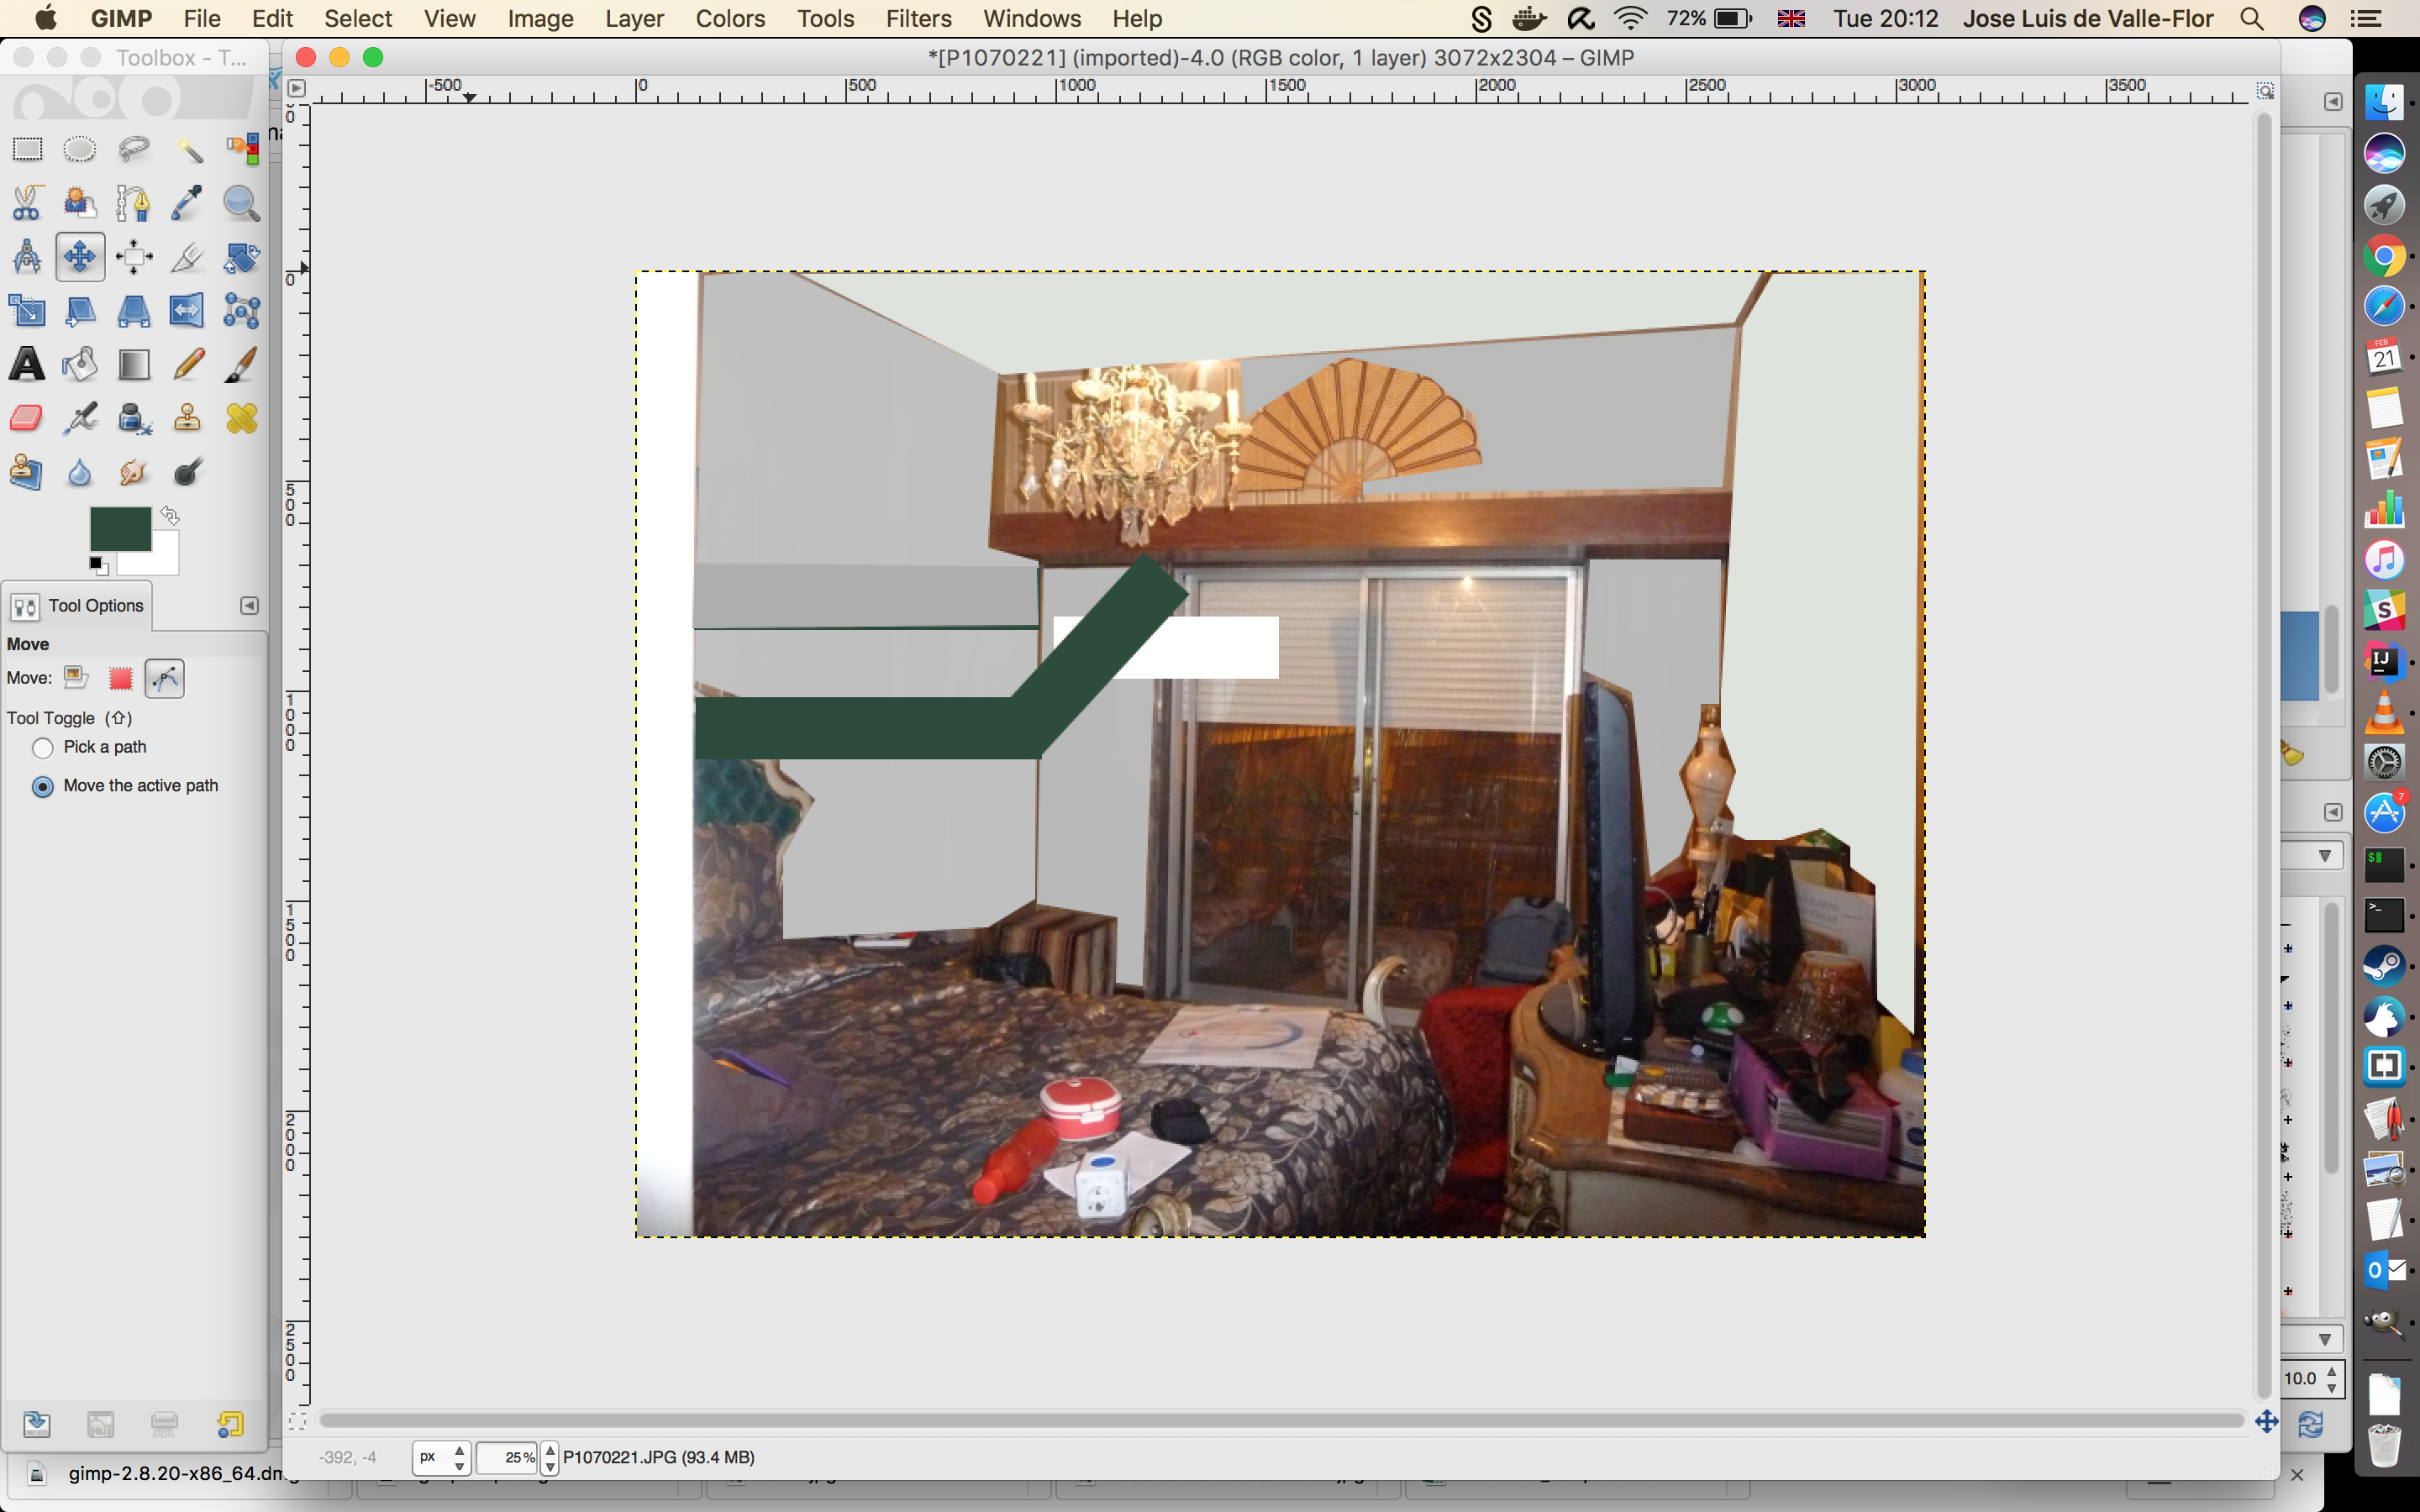 GIMP File Edit Select View Image Layer Colors Tools Filters Windows Help 72% Tue 20:12 Jose Luis de Valle-Flor
Toolbox - T...
*[P1070221] (imported)-4.0 (RGB color, 1 layer) 3072x2304 – GIMP
-500 0 500 1000 1500 2000 2500 3000 3500
0
0
500
1000
1500
2000
2500
Tool Options
Move
Move:
Tool Toggle (⇧)
Pick a path
Move the active path
FEB
21
7
10.0
-392, -4 px 25% P1070221.JPG (93.4 MB)
gimp-2.8.20-x86_64.dmg